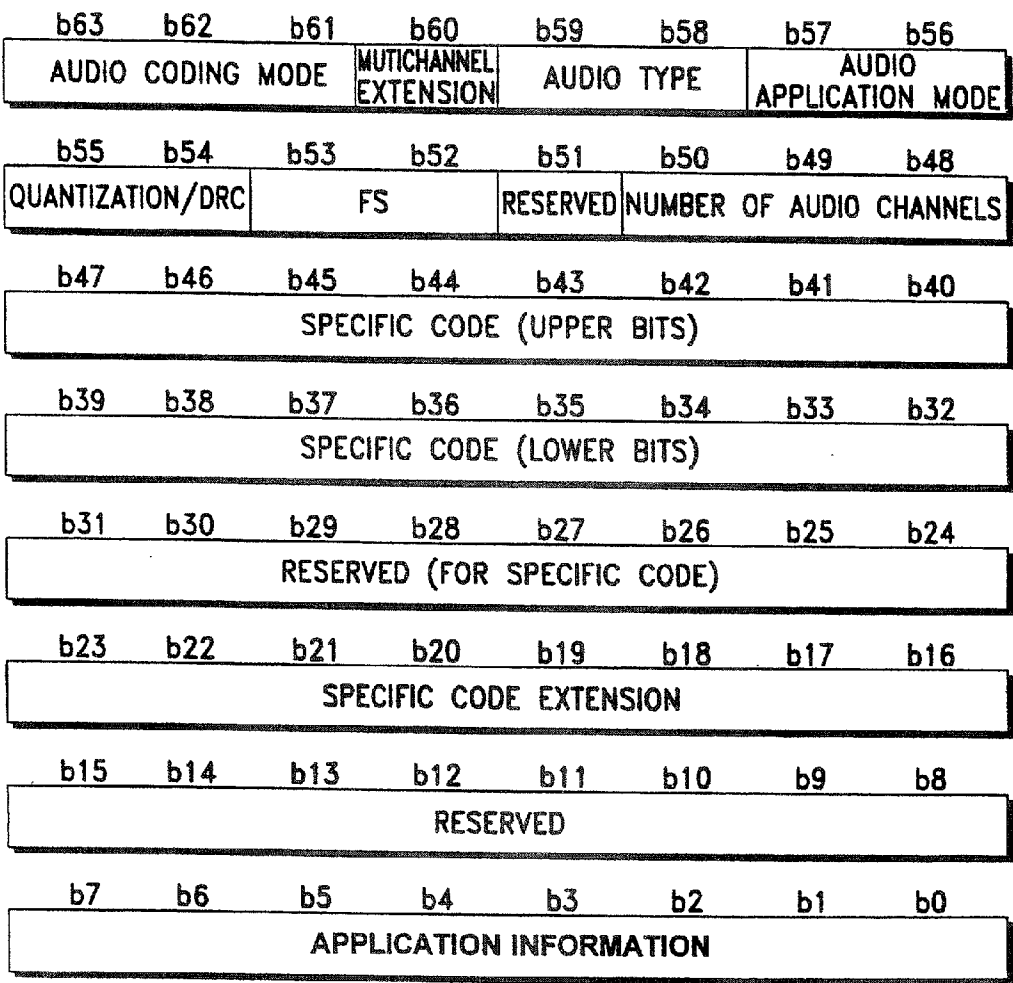 b63 b62 b61 b60 b59 b58 b57 b56
AUDIO CODING MODE MUTICHANNEL EXTENSION AUDIO TYPE AUDIO APPLICATION MODE
b55 b54 b53 b52 b51 b50 b49 b48
QUANTIZATION/DRC FS RESERVED NUMBER OF AUDIO CHANNELS
b47 b46 b45 b44 b43 b42 b41 b40
SPECIFIC CODE (UPPER BITS)
b39 b38 b37 b36 b35 b34 b33 b32
SPECIFIC CODE (LOWER BITS)
b31 b30 b29 b28 b27 b26 b25 b24
RESERVED (FOR SPECIFIC CODE)
b23 b22 b21 b20 b19 b18 b17 b16
SPECIFIC CODE EXTENSION
b15 b14 b13 b12 b11 b10 b9 b8
RESERVED
b7 b6 b5 b4 b3 b2 b1 b0
APPLICATION INFORMATION